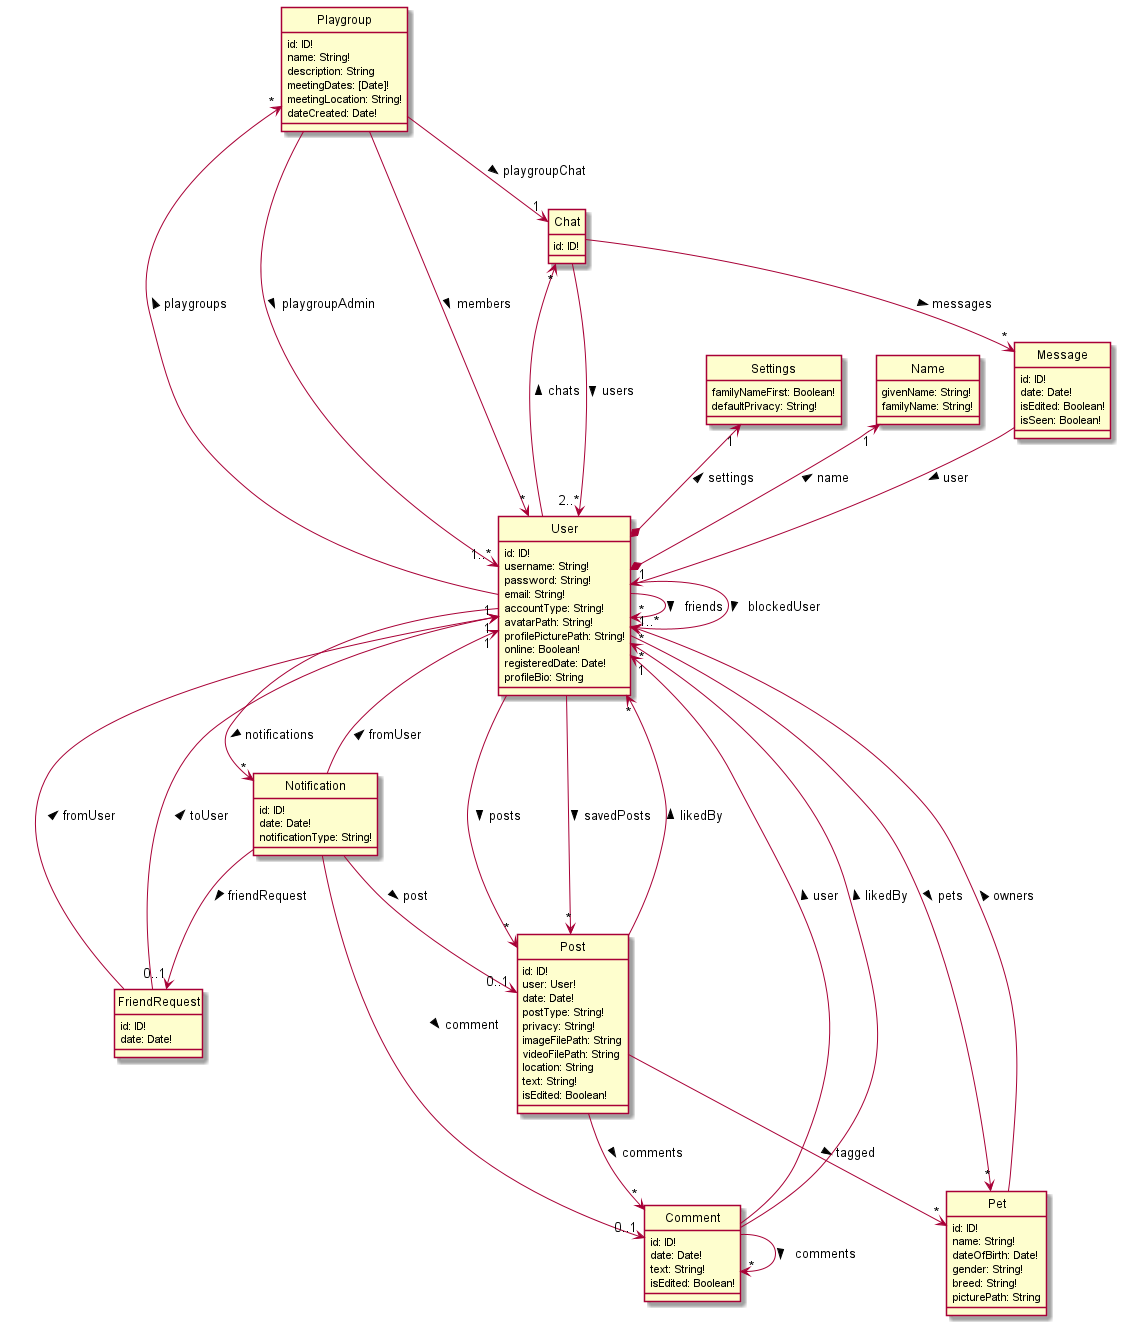 Playgroup
id: ID!
name: String!
description: String
meetingDates: [Date]!
meetingLocation: String!
dateCreated: Date!
*
playgroupChat
1
Chat
id: ID!
*
playgroups
playgroupAdmin
members
messages
*
Message
id: ID!
date: Date!
isEdited: Boolean!
isSeen: Boolean!
Settings
familyNameFirst: Boolean!
defaultPrivacy: String!
1
Name
givenName: String!
familyName: String!
1
chats
users
settings
name
user
*
2..*
1..*
1
User
id: ID!
username: String!
password: String!
email: String!
accountType: String!
avatarPath: String!
profilePicturePath: String!
online: Boolean!
registeredDate: Date!
profileBio: String
1
1
1
*
friends
blockedUser
1..*
*
*
1
*
notifications
*
fromUser
Notification
id: ID!
date: Date!
notificationType: String!
fromUser
toUser
posts
savedPosts
likedBy
friendRequest
post
user
likedBy
pets
owners
*
*
0..1
0..1
FriendRequest
id: ID!
date: Date!
Post
id: ID!
user: User!
date: Date!
postType: String!
privacy: String!
imageFilePath: String
videoFilePath: String
location: String
text: String!
isEdited: Boolean!
comment
comments
tagged
*
*
*
0..1
Comment
id: ID!
date: Date!
text: String!
isEdited: Boolean!
comments
*
Pet
id: ID!
name: String!
dateOfBirth: Date!
gender: String!
breed: String!
picturePath: String